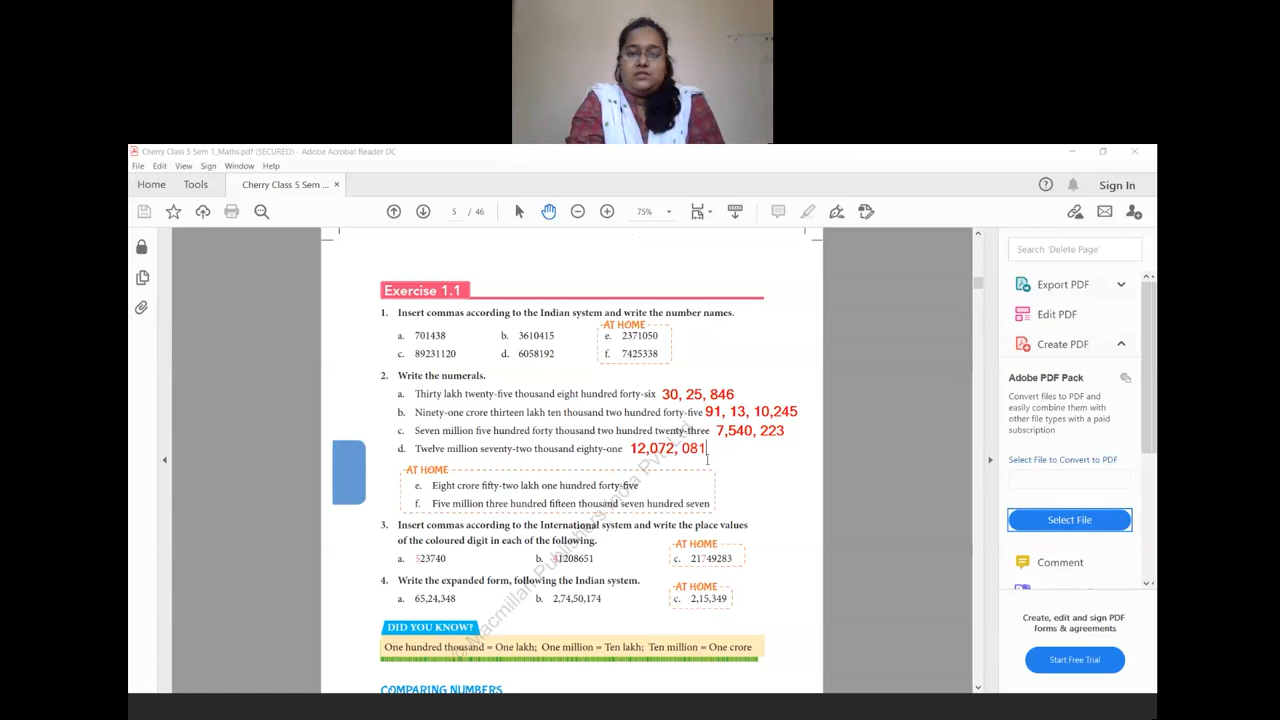 Cherry Class 5 Sem 1_Maths.pdf (SECURED) - Adobe Acrobat Reader DC
File Edit View Sign Window Help
Home Tools Cherry Class 5 Sem ... × Sign In
5 / 46 75%
Search 'Delete Page'
Export PDF
Edit PDF
Create PDF
Adobe PDF Pack
Convert files to PDF and
easily combine them with
other file types with a paid
subscription
Select File to Convert to PDF
Select File
Comment
Create, edit and sign PDF
forms & agreements
Start Free Trial
Exercise 1.1
1. Insert commas according to the Indian system and write the number names.
AT HOME
a. 701438 b. 3610415 e. 2371050
c. 89231120 d. 6058192 f. 7425338
2. Write the numerals.
a. Thirty lakh twenty-five thousand eight hundred forty-six 30, 25, 846
b. Ninety-one crore thirteen lakh ten thousand two hundred forty-five 91, 13, 10,245
c. Seven million five hundred forty thousand two hundred twenty-three 7,540, 223
d. Twelve million seventy-two thousand eighty-one 12,072, 081
AT HOME
e. Eight crore fifty-two lakh one hundred forty-five
f. Five million three hundred fifteen thousand seven hundred seven
3. Insert commas according to the International system and write the place values
of the coloured digit in each of the following.
AT HOME
a. 523740 b. 41208651 c. 21749283
4. Write the expanded form, following the Indian system.
AT HOME
a. 65,24,348 b. 2,74,50,174 c. 2,15,349
DID YOU KNOW?
One hundred thousand = One lakh; One million = Ten lakh; Ten million = One crore
COMPARING NUMBERS
© Macmillan Publishers India Pvt. Ltd